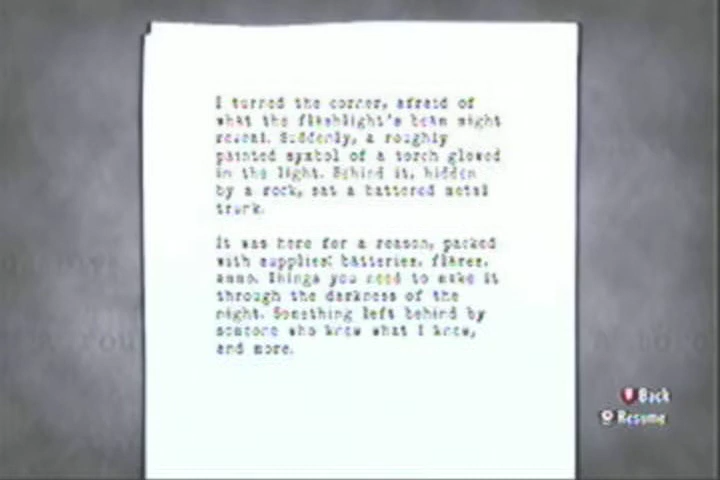 I turned the corner, afraid of
what the flashlight's beam might
reveal. Suddenly, a roughly
painted symbol of a torch glowed
in the light. Behind it, hidden
by a rock, sat a battered metal
trunk.
It was here for a reason, packed
with supplies: batteries, flares,
ammo. Things you need to make it
through the darkness of the
night. Something left behind by
someone who knew what I knew,
and more.
Back
Resume